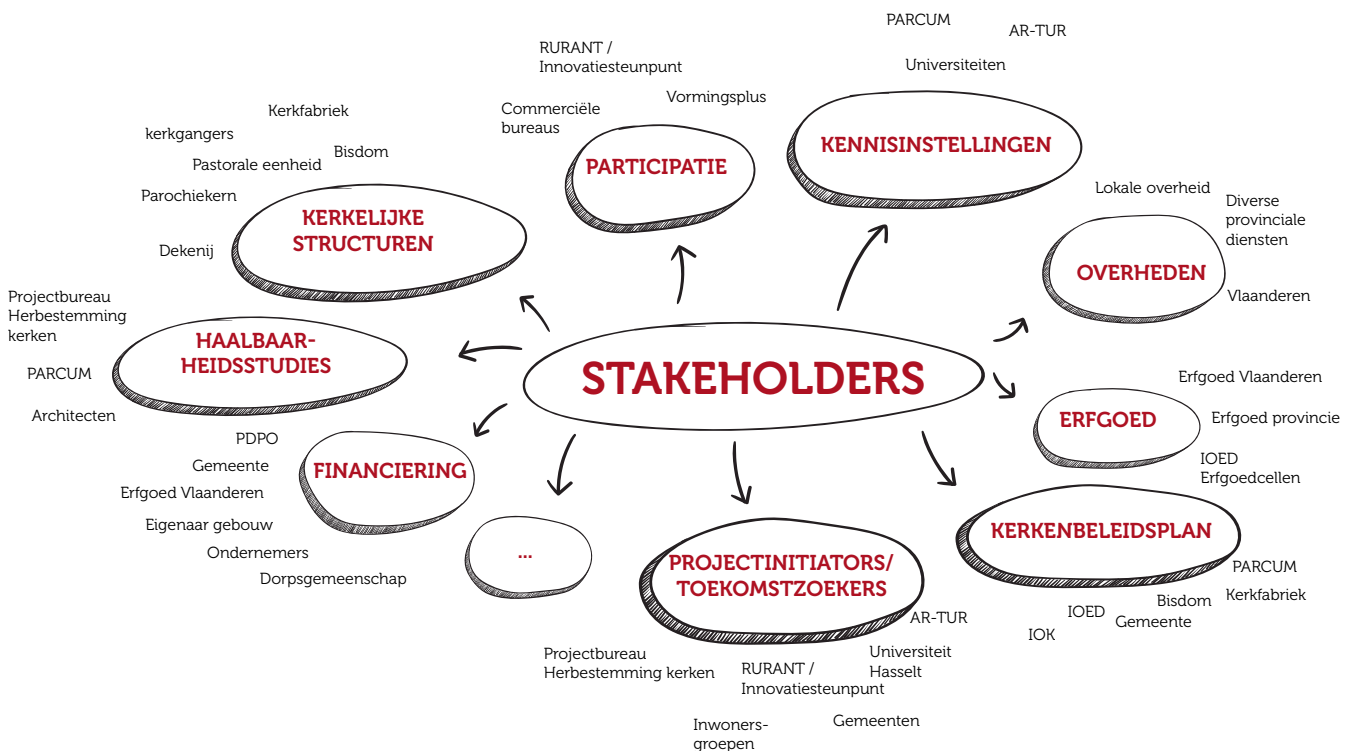 PARCUM
AR-TUR
Universiteiten
KENNISINSTELLINGEN
RURANT /
Innovatiesteunpunt
Vormingsplus
Commerciële
bureaus
PARTICIPATIE
Kerkfabriek
kerkgangers
Bisdom
Pastorale eenheid
Parochiekern
Dekenij
KERKELIJKE
STRUCTUREN
Lokale overheid
Diverse
provinciale
diensten
Vlaanderen
OVERHEDEN
Projectbureau
Herbestemming
kerken
PARCUM
Architecten
HAALBAAR-
HEIDSSTUDIES
STAKEHOLDERS
Erfgoed Vlaanderen
Erfgoed provincie
IOED
Erfgoedcellen
ERFGOED
PDPO
Gemeente
Erfgoed Vlaanderen
Eigenaar gebouw
Ondernemers
Dorpsgemeenschap
FINANCIERING
...
PROJECTINITIATORS/
TOEKOMSTZOEKERS
AR-TUR
Universiteit
Hasselt
Projectbureau
Herbestemming kerken
RURANT /
Innovatiesteunpunt
Inwoners-
groepen
Gemeenten
KERKENBELEIDSPLAN
PARCUM
Kerkfabriek
Bisdom
Gemeente
IOED
IOK